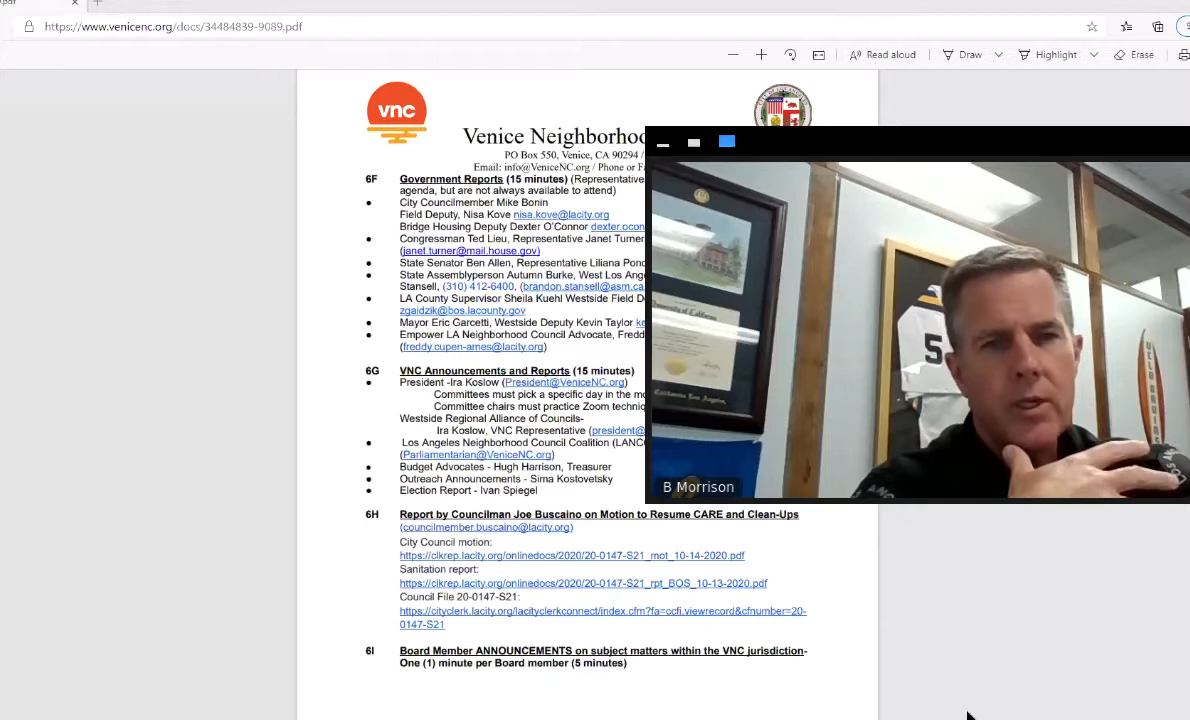 .pdf
https://www.venicenc.org/docs/34484839-9089.pdf
Read aloud
Draw
Highlight
Erase
vnc
Venice Neighborhoo
PO Box 550, Venice, CA 90294 /
Email: info@VeniceNC.org / Phone or Fa
6F Government Reports (15 minutes) (Representative
agenda, but are not always available to attend)
● City Councilmember Mike Bonin
Field Deputy, Nisa Kove nisa.kove@lacity.org
Bridge Housing Deputy Dexter O'Connor dexter.ocon
● Congressman Ted Lieu, Representative Janet Turner
(janet.turner@mail.house.gov)
● State Senator Ben Allen, Representative Liliana Pono
● State Assemblyperson Autumn Burke, West Los Ange
Stansell, (310) 412-6400, (brandon.stansell@asm.ca.
● LA County Supervisor Sheila Kuehl Westside Field D
zgaidzik@bos.lacounty.gov
● Mayor Eric Garcetti, Westside Deputy Kevin Taylor ke
● Empower LA Neighborhood Council Advocate, Fredd
(freddy.cupen-ames@lacity.org)
6G VNC Announcements and Reports (15 minutes)
● President -Ira Koslow (President@VeniceNC.org)
Committees must pick a specific day in the mo
Committee chairs must practice Zoom techniq
Westside Regional Alliance of Councils-
Ira Koslow, VNC Representative (president@
● Los Angeles Neighborhood Council Coalition (LANC
(Parliamentarian@VeniceNC.org)
● Budget Advocates - Hugh Harrison, Treasurer
● Outreach Announcements - Sima Kostovetsky
● Election Report - Ivan Spiegel
6H Report by Councilman Joe Buscaino on Motion to Resume CARE and Clean-Ups
(councilmember.buscaino@lacity.org)
City Council motion:
https://clkrep.lacity.org/onlinedocs/2020/20-0147-S21_mot_10-14-2020.pdf
Sanitation report:
https://clkrep.lacity.org/onlinedocs/2020/20-0147-S21_rpt_BOS_10-13-2020.pdf
Council File 20-0147-S21:
https://cityclerk.lacity.org/lacityclerkconnect/index.cfm?fa=ccfi.viewrecord&cfnumber=20-
0147-S21
6I Board Member ANNOUNCEMENTS on subject matters within the VNC jurisdiction-
One (1) minute per Board member (5 minutes)
5
UCLA BRUINS
B Morrison